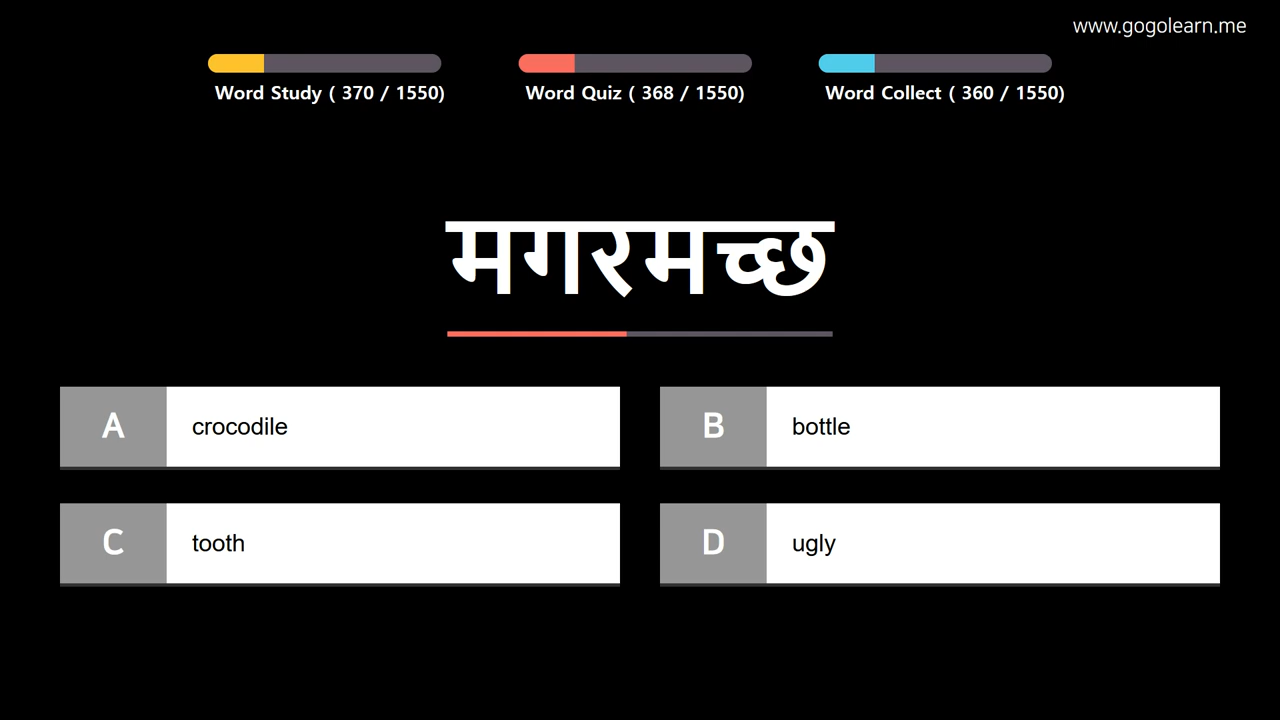 www.gogolearn.me
Word Study ( 370 / 1550)
Word Quiz ( 368 / 1550)
Word Collect ( 360 / 1550)
मगरमच्छ
A crocodile
B bottle
C tooth
D ugly